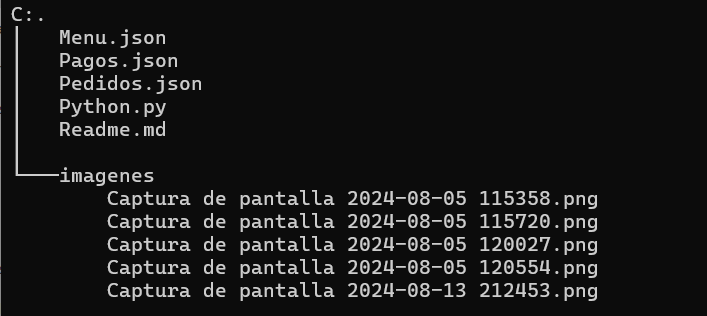 C:.
Menu.json
Pagos.json
Pedidos.json
Python.py
Readme.md
imagenes
Captura de pantalla 2024-08-05 115358.png
Captura de pantalla 2024-08-05 115720.png
Captura de pantalla 2024-08-05 120027.png
Captura de pantalla 2024-08-05 120554.png
Captura de pantalla 2024-08-13 212453.png